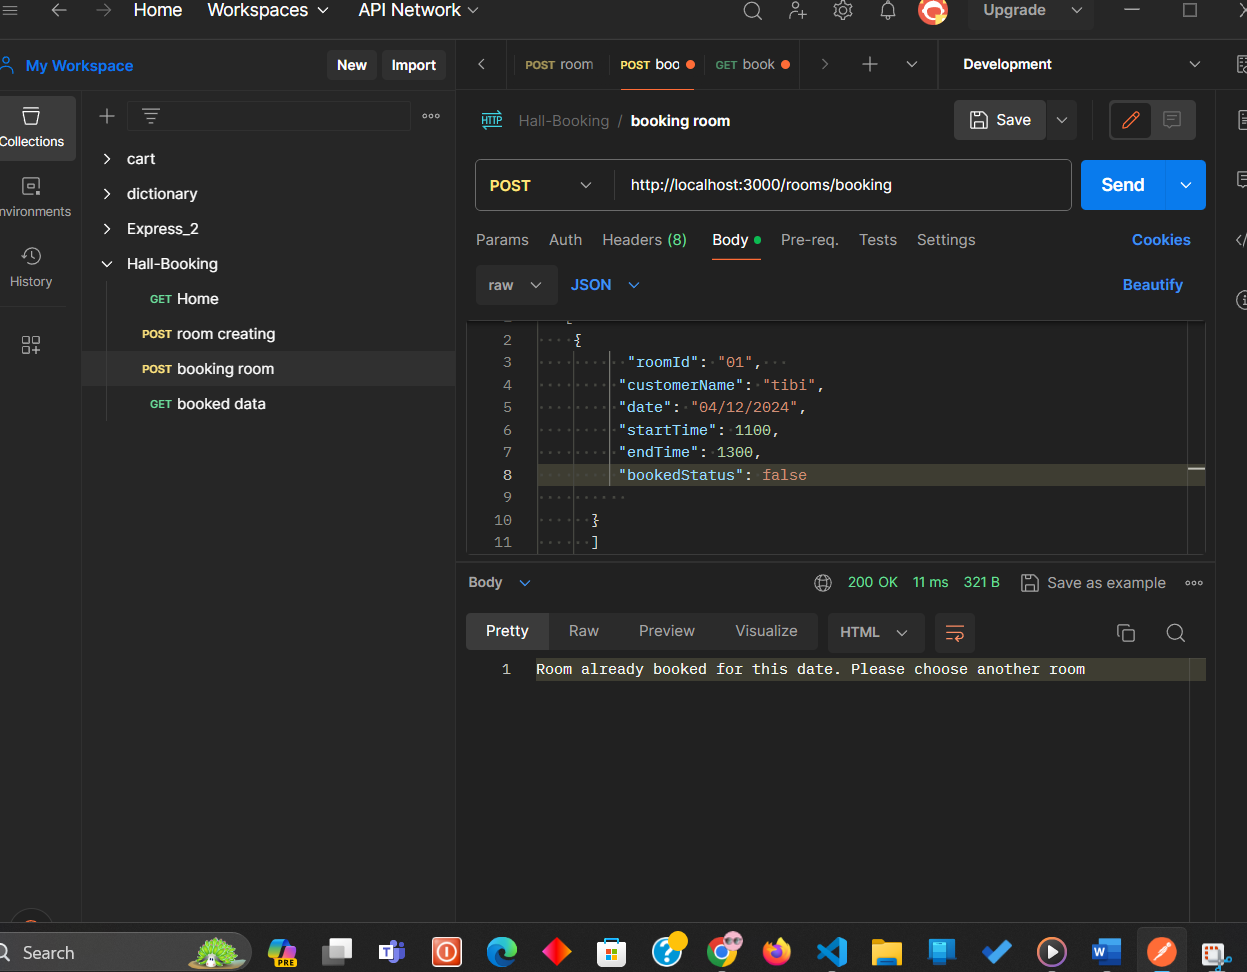 Home Workspaces API Network Upgrade
My Workspace New Import
POST room POST boo GET book Development
Collections
nvironments
History
cart
dictionary
Express_2
Hall-Booking
GET Home
POST room creating
POST booking room
GET booked data
HTTP Hall-Booking / booking room Save
POST http://localhost:3000/rooms/booking Send
Params Auth Headers (8) Body Pre-req. Tests Settings Cookies
raw JSON Beautify
2 {
3 "roomId": "01",
4 "customerName": "tibi",
5 "date": "04/12/2024",
6 "startTime": 1100,
7 "endTime": 1300,
8 "bookedStatus": false
9
10 }
11 ]
Body 200 OK 11 ms 321 B Save as example
Pretty Raw Preview Visualize HTML
1 Room already booked for this date. Please choose another room
Search
PRE